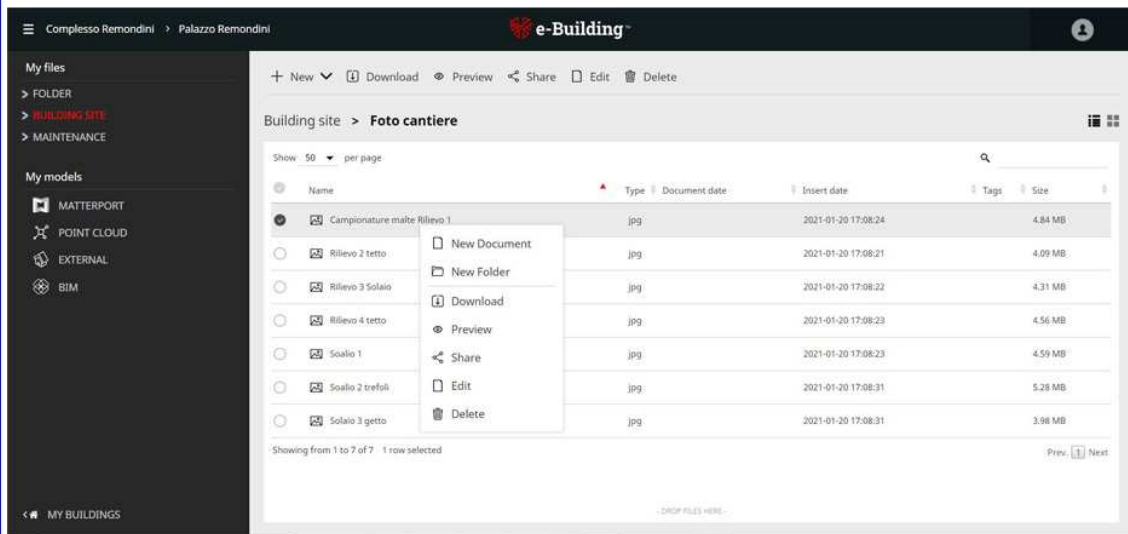 Complesso Remondini > Palazzo Remondini
e-Building™
My files
> FOLDER
> BUILDING SITE
> MAINTENANCE
My models
MATTERPORT
POINT CLOUD
EXTERNAL
BIM
< MY BUILDINGS
+ New Download Preview Share Edit Delete
Building site > Foto cantiere
Show 50 per page
Name Type Document date Insert date Tags Size
Campionature malte Rilievo 1 jpg 2021-01-20 17:08:24 4.84 MB
Rilievo 2 tetto jpg 2021-01-20 17:08:21 4.09 MB
Rilievo 3 Solaio jpg 2021-01-20 17:08:22 4.31 MB
Rilievo 4 tetto jpg 2021-01-20 17:08:23 4.56 MB
Soalio 1 jpg 2021-01-20 17:08:23 4.59 MB
Soalio 2 trefoli jpg 2021-01-20 17:08:31 5.28 MB
Solaio 3 getto jpg 2021-01-20 17:08:31 3.98 MB
New Document
New Folder
Download
Preview
Share
Edit
Delete
Showing from 1 to 7 of 7 1 row selected
Prev. 1 Next
- DROP FILES HERE -